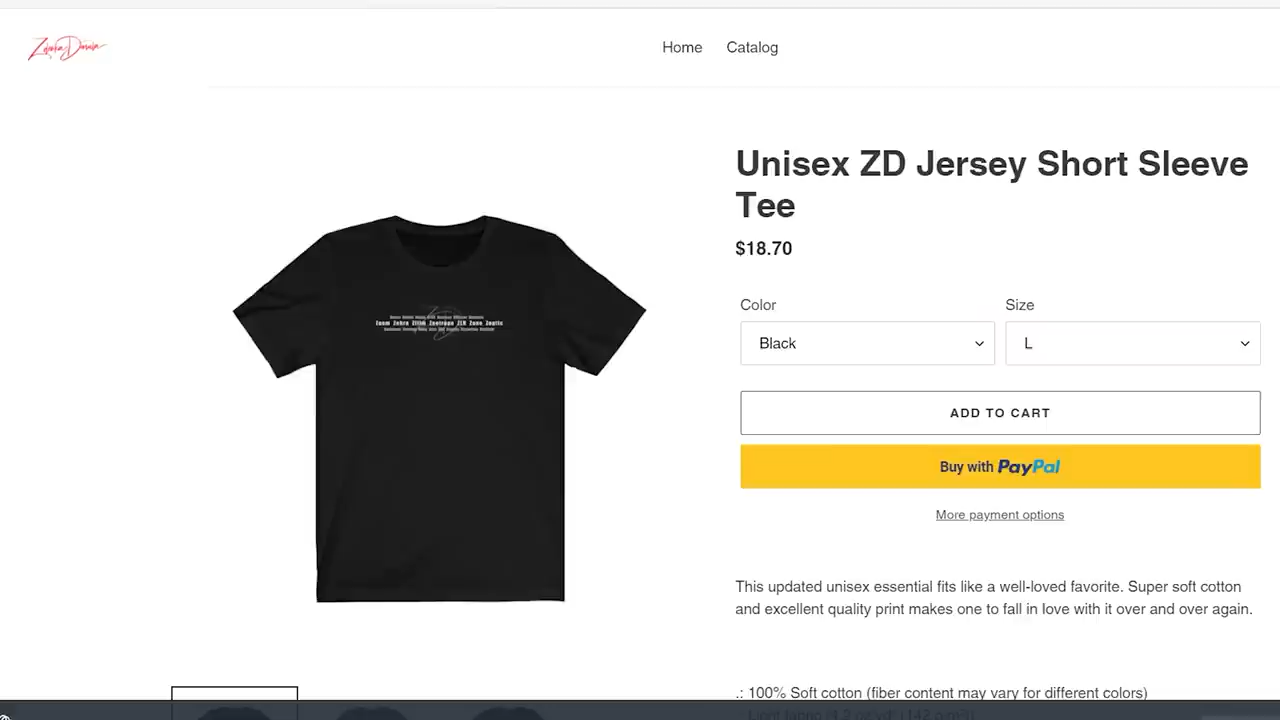 Home Catalog
Unisex ZD Jersey Short Sleeve
Tee
$18.70
Color Size
Black L
ADD TO CART
Buy with PayPal
More payment options
This updated unisex essential fits like a well-loved favorite. Super soft cotton
and excellent quality print makes one to fall in love with it over and over again.
.: 100% Soft cotton (fiber content may vary for different colors)